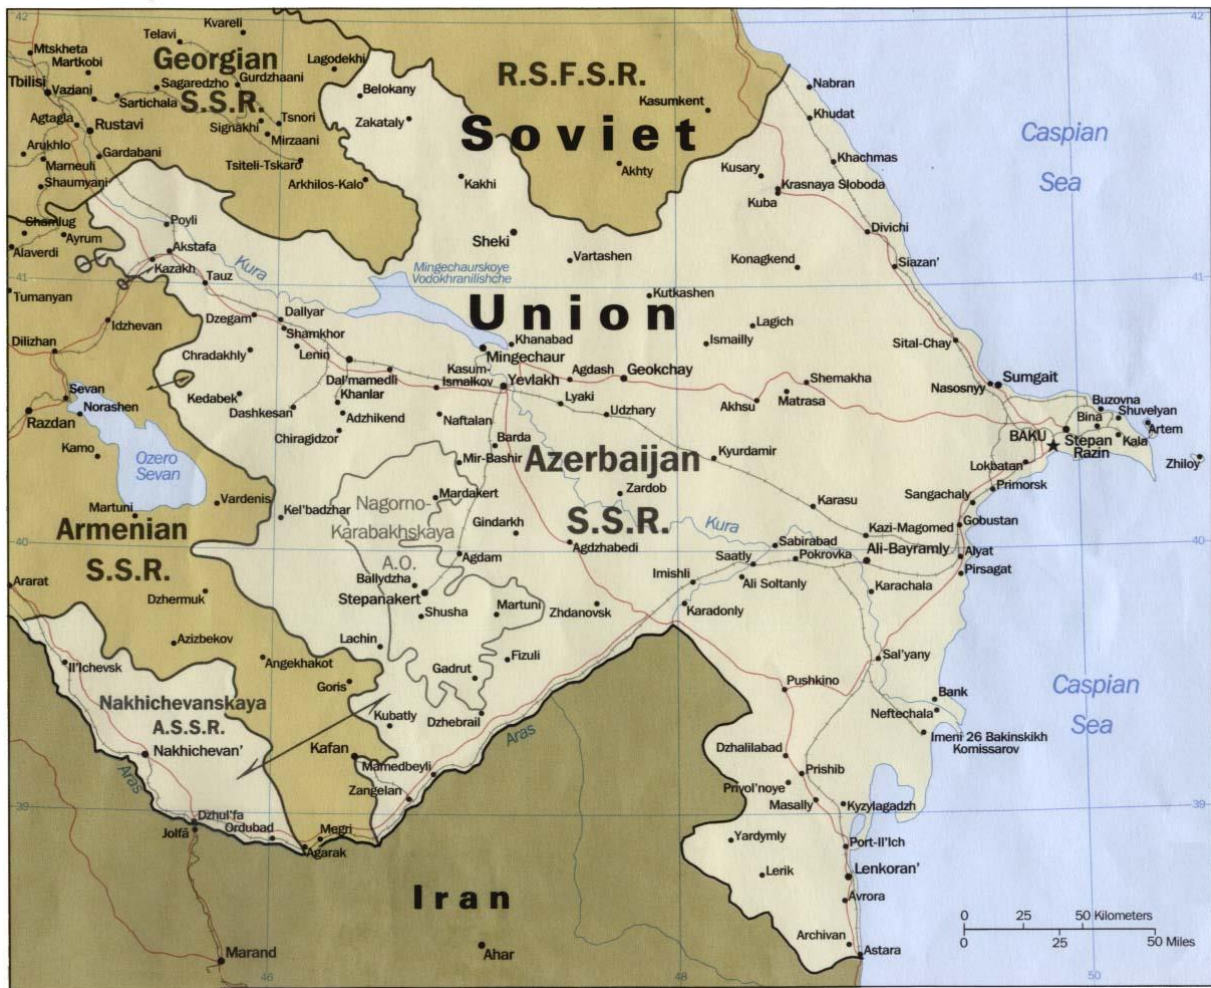 42
42
Kvareli
Telavi
Mtskheta
Martkobi
Georgian
S.S.R.
Lagodekhi
Gurdzhaani
Sagaredzho
Tbilisi
Vaziani
Sartichala
Belokany
R.S.F.S.R.
Kasumkent
Nabran
Khudat
Tsnori
Signakhi
Mirzaani
Agtagla
Rustavi
Zakataly
Soviet
Caspian
Sea
Arukhlo
Gardabani
Marneuli
Shaumyani
Tsiteli-Tskaro
Arkhilos-Kalo
Kakhi
Akhty
Kusary
Khachmas
Krasnaya Sloboda
Kuba
Shamlug
Ayrum
Alaverdi
Poyli
Akstafa
Kazakh
Tauz
Kura
Sheki
Vartashen
Divichi
Konagkend
Siazan'
41
41
Mingechaurskoye
Vodokhranilishche
Tumanyan
Idzhevan
Dzegam
Dallyar
Shamkhor
Union
Kutkashen
Lagich
Ismailly
Dilizhan
Chradakhly
Lenin
Khanabad
Mingechaur
Sital-Chay
Kasum-
Ismalkov
Dal'mamedli
Yevlakh
Agdash
Geokchay
Shemakha
Matrasa
Akhsu
Nasosnyy
Sumgait
Sevan
Norashen
Razdan
Kedabek
Dashkesan
Khanlar
Adzhikend
Chiragidzor
Naftalan
Lyaki
Udzhary
Buzovna
Bina
Shuvelyan
Artem
Kala
BAKU
Stepan
Razin
Zhiloy
Kamo
Ozero
Sevan
Barda
Mir-Bashir
Azerbaijan
S.S.R.
Kyurdamir
Lokbatan
Primorsk
Martuni
Vardenis
Kel'badzhar
Nagorno-
Karabakhskaya
A.O.
Mardakert
Gindarkh
Zardob
Karasu
Sangachaly
Gobustan
Armenian
S.S.R.
Kura
Kazi-Magomed
40
40
Agdzhabedi
Sabirabad
Saatly
Pokrovka
Ali-Bayramly
Alyat
Pirsagat
Agdam
Ararat
Dzhermuk
Ballydzha
Stepanakert
Shusha
Martuni
Zhdanovsk
Imishli
Ali Soltanly
Karachala
Karadonly
Azizbekov
Lachin
Il'Ichevsk
Angekhakot
Goris
Gadrut
Fizuli
Sal'yany
Nakhichevanskaya
A.S.S.R.
Nakhichevan'
Pushkino
Bank
Neftechala
Imeni 26 Bakinskikh
Komissarov
Caspian
Sea
Kubatly
Dzhebrail
Kafan
Mamedbeyli
Aras
Aras
Zangelan
Dzhalilabad
Prishib
Privol'noye
Masally
Kyzylagadzh
39
39
Dzhul'fa
Jolfā
Ordubad
Megri
Agarak
Yardymly
Port-Il'Ich
Lerik
Lenkoran'
Iran
Avrora
Archivan
Astara
Marand
Ahar
46
48
50
0 25 50 Kilometers
0 25 50 Miles